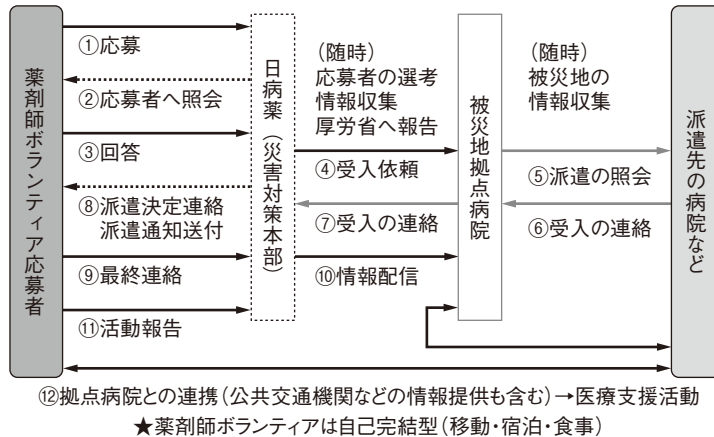 薬剤師ボランティア応募者
①応募
②応募者へ照会
③回答
⑧派遣決定連絡
派遣通知送付
⑨最終連絡
⑪活動報告
日病薬（災害対策本部）
（随時）
応募者の選考
情報収集
厚労省へ報告
④受入依頼
⑦受入の連絡
⑩情報配信
被災地拠点病院
（随時）
被災地の
情報収集
⑤派遣の照会
⑥受入の連絡
派遣先の病院など
⑫拠点病院との連携（公共交通機関などの情報提供も含む）→医療支援活動
★薬剤師ボランティアは自己完結型（移動・宿泊・食事）